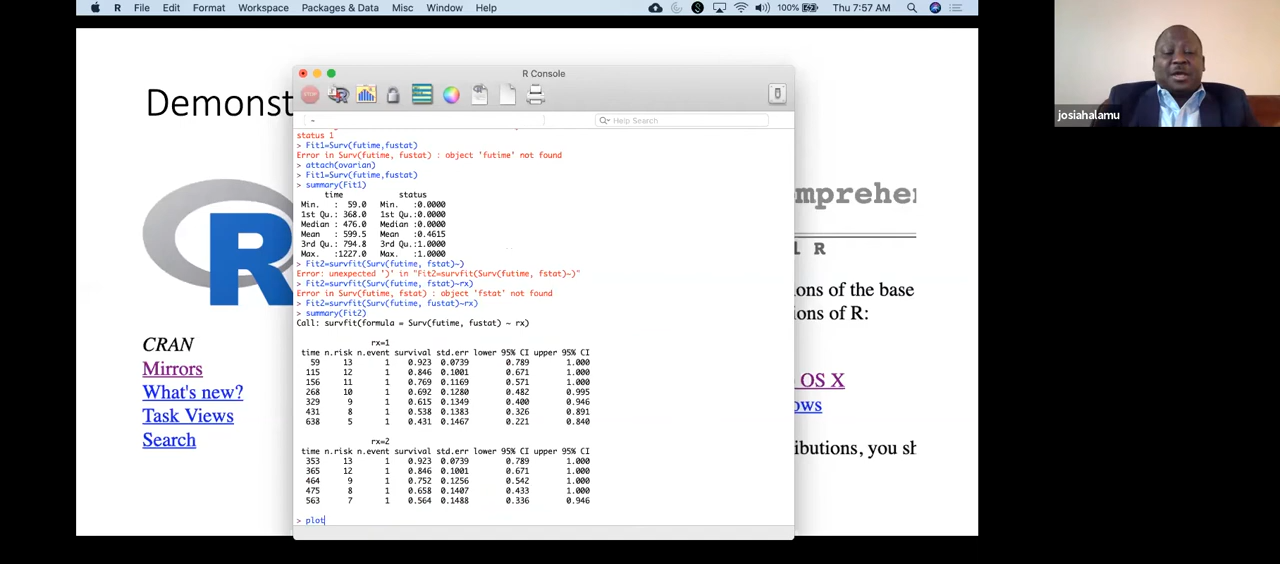 R File Edit Format Workspace Packages & Data Misc Window Help 100% Thu 7:57 AM
josiahalamu
Demonst
R Console
Help Search
status 1
> Fit1=Surv(futime,fustat)
Error in Surv(futime, fustat) : object 'futime' not found
> attach(ovarian)
> Fit1=Surv(futime,fustat)
> summary(Fit1)
time status
Min. : 59.0 Min. :0.0000
1st Qu.: 368.0 1st Qu.:0.0000
Median : 476.0 Median :0.0000
Mean : 599.5 Mean :0.4615
3rd Qu.: 794.8 3rd Qu.:1.0000
Max. :1227.0 Max. :1.0000
> Fit2=survfit(Surv(futime, fstat)~)
Error: unexpected ')' in "Fit2=survfit(Surv(futime, fstat)~)"
> Fit2=survfit(Surv(futime, fstat)~rx)
Error in Surv(futime, fstat) : object 'fstat' not found
> Fit2=survfit(Surv(futime, fustat)~rx)
> summary(Fit2)
Call: survfit(formula = Surv(futime, fustat) ~ rx)
rx=1
time n.risk n.event survival std.err lower 95% CI upper 95% CI
59 13 1 0.923 0.0739 0.789 1.000
115 12 1 0.846 0.1001 0.671 1.000
156 11 1 0.769 0.1169 0.571 1.000
268 10 1 0.692 0.1280 0.482 0.995
329 9 1 0.615 0.1349 0.400 0.946
431 8 1 0.538 0.1383 0.326 0.891
638 5 1 0.431 0.1467 0.221 0.840
rx=2
time n.risk n.event survival std.err lower 95% CI upper 95% CI
353 13 1 0.923 0.0739 0.789 1.000
365 12 1 0.846 0.1001 0.671 1.000
464 9 1 0.752 0.1256 0.542 1.000
475 8 1 0.658 0.1407 0.433 1.000
563 7 1 0.564 0.1488 0.336 0.946
> plot
R
CRAN
Mirrors
What's new?
Task Views
Search
omprehe
l R
ons of the base
ions of R:
OS X
ows
ibutions, you sh